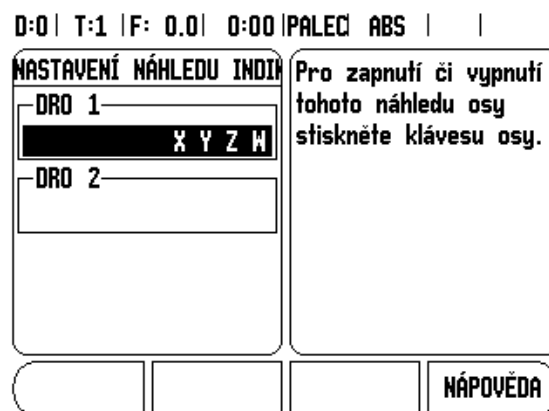 D:0 | T:1 | F: 0.0 | 0:00 | PALEC ABS | |
NASTAVENÍ NÁHLEDU INDI
DRO 1
X Y Z W
DRO 2
Pro zapnutí či vypnutí
tohoto náhledu osy
stiskněte klávesu osy.
NÁPOVĚDA